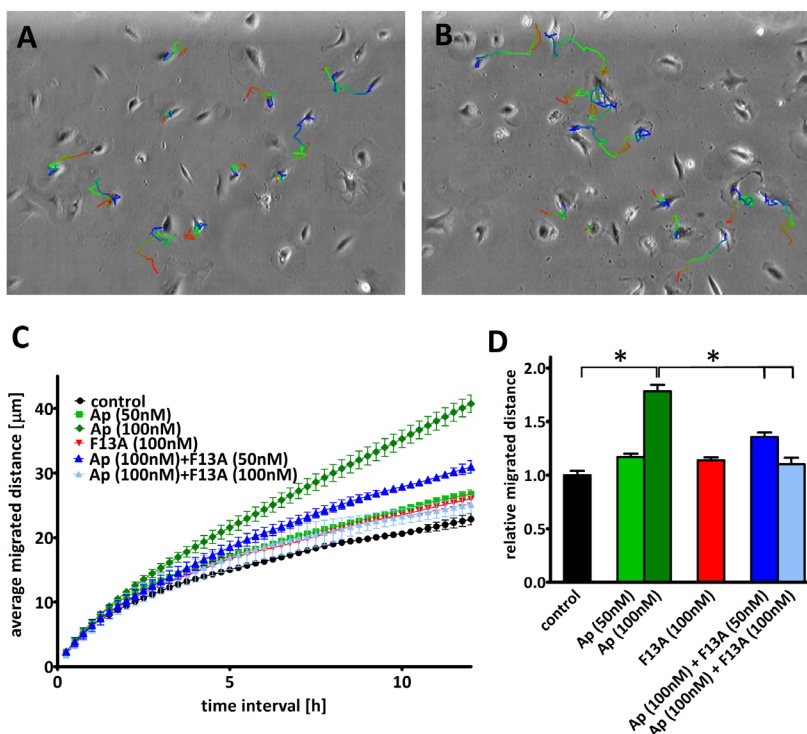 A
B
C
average migrated distance [μm]
40
30
20
10
0
0
5
10
time interval [h]
control
Ap (50nM)
Ap (100nM)
F13A (100nM)
Ap (100nM)+F13A (50nM)
Ap (100nM)+F13A (100nM)
D
relative migrated distance
2.0
1.5
1.0
0.5
0.0
*
*
control
Ap (50nM)
Ap (100nM)
F13A (100nM)
Ap (100nM) + F13A (50nM)
Ap (100nM) + F13A (100nM)